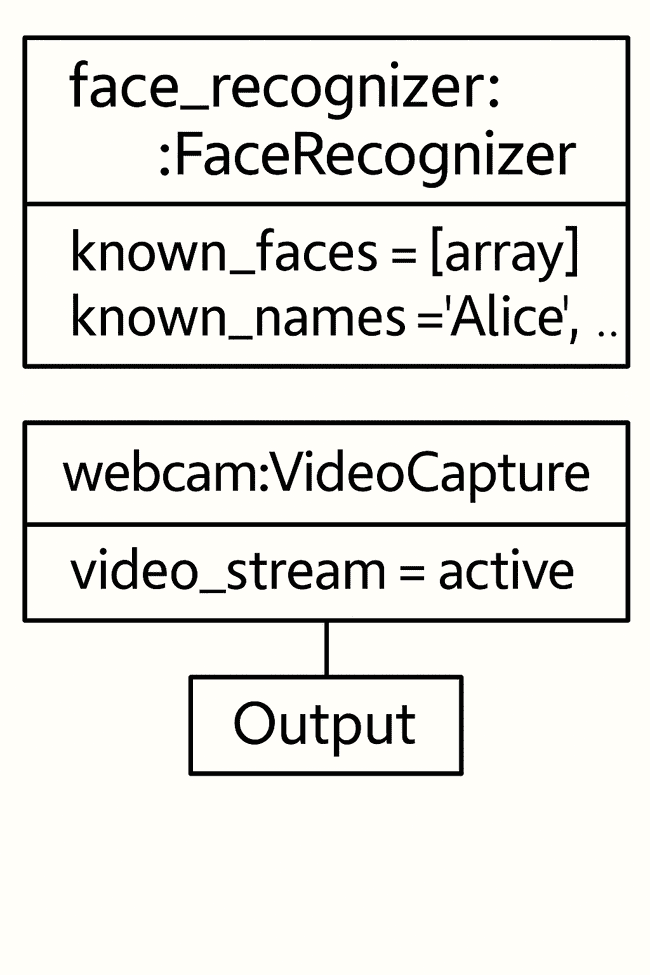 face_recognizer:
:FaceRecognizer
known_faces = [array]
known_names ='Alice', ..
webcam:VideoCapture
video_stream = active
Output